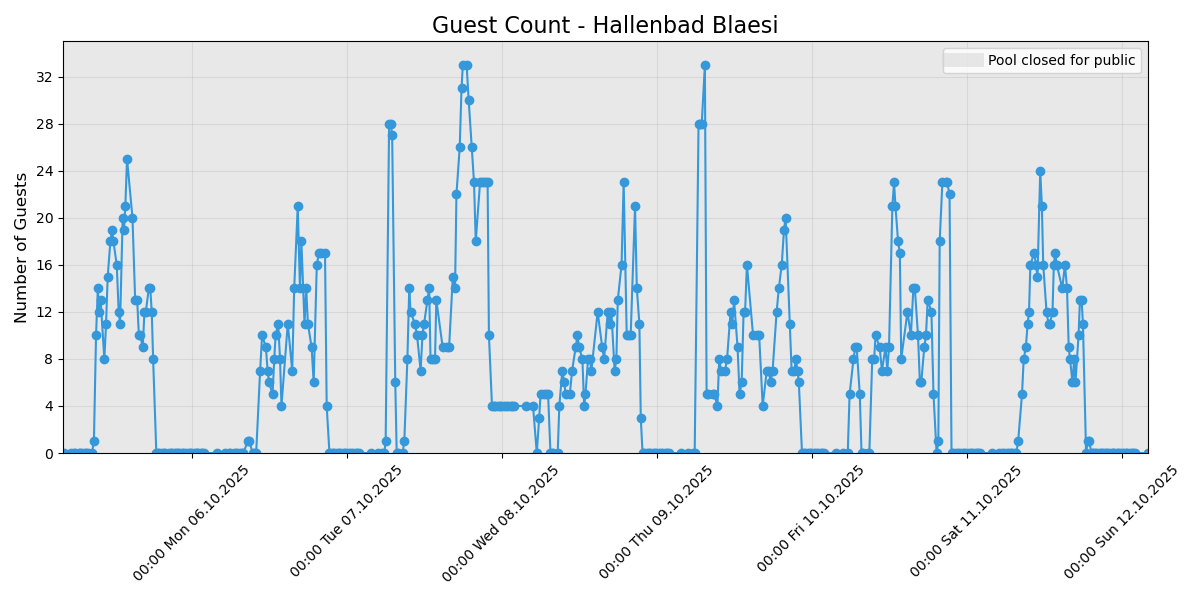 Guest Count - Hallenbad Blaesi
Pool closed for public
Number of Guests
32
28
24
20
16
12
8
4
0
00:00 Mon 06.10.2025
00:00 Tue 07.10.2025
00:00 Wed 08.10.2025
00:00 Thu 09.10.2025
00:00 Fri 10.10.2025
00:00 Sat 11.10.2025
00:00 Sun 12.10.2025